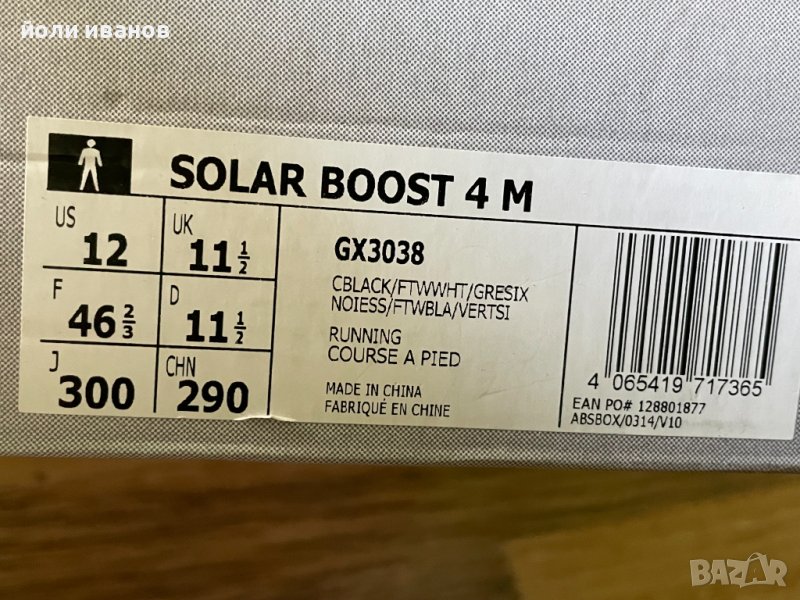 йоли иванов
SOLAR BOOST 4 M
US 12
UK 11 1/2
F 46 2/3
D 11 1/2
J 300
CHN 290
GX3038
CBLACK/FTWWHT/GRESIX
NOIESS/FTWBLA/VERTSI
RUNNING
COURSE A PIED
MADE IN CHINA
FABRIQUÉ EN CHINE
4 065419 717365
EAN PO# 128801877
ABSBOX/0314/V10
BAZAR